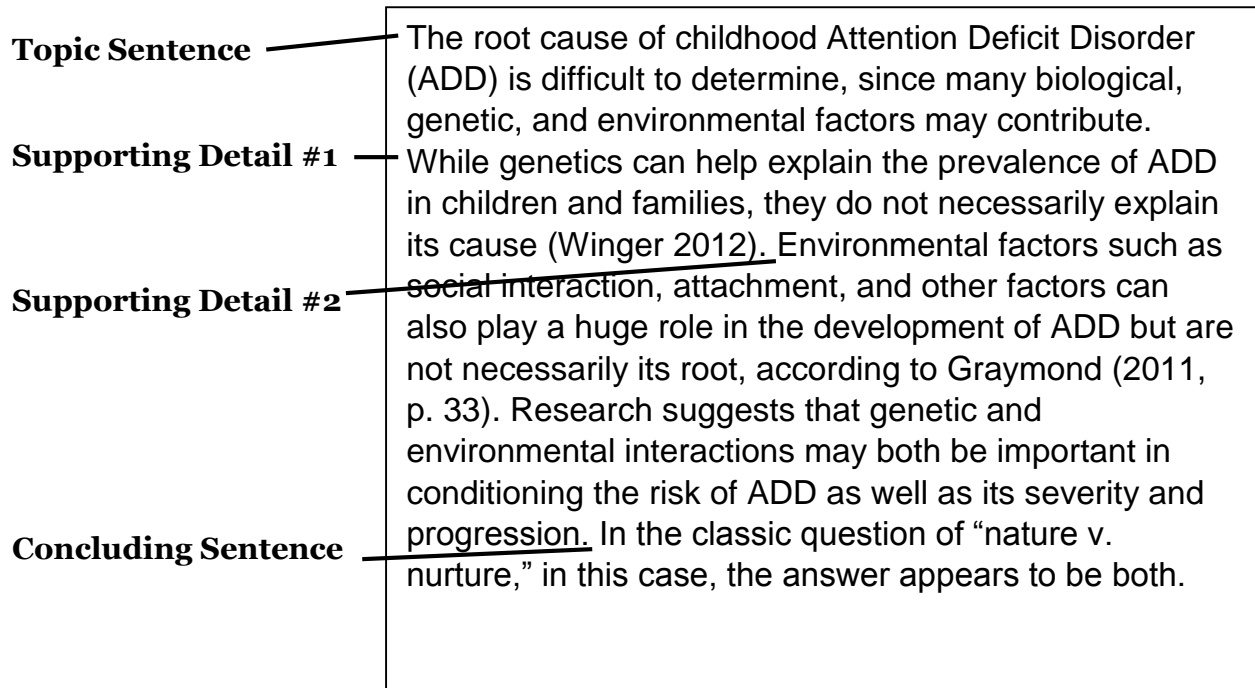 Topic Sentence
The root cause of childhood Attention Deficit Disorder
(ADD) is difficult to determine, since many biological,
genetic, and environmental factors may contribute.
Supporting Detail #1
While genetics can help explain the prevalence of ADD
in children and families, they do not necessarily explain
its cause (Winger 2012). Environmental factors such as
Supporting Detail #2
social interaction, attachment, and other factors can
also play a huge role in the development of ADD but are
not necessarily its root, according to Graymond (2011,
p. 33). Research suggests that genetic and
environmental interactions may both be important in
conditioning the risk of ADD as well as its severity and
progression. In the classic question of “nature v.
Concluding Sentence
nurture,” in this case, the answer appears to be both.